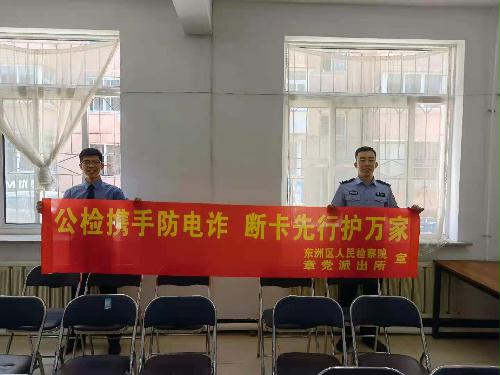 公检携手防电诈 断卡先行护万家
东洲区人民检察院
章党派出所 宣